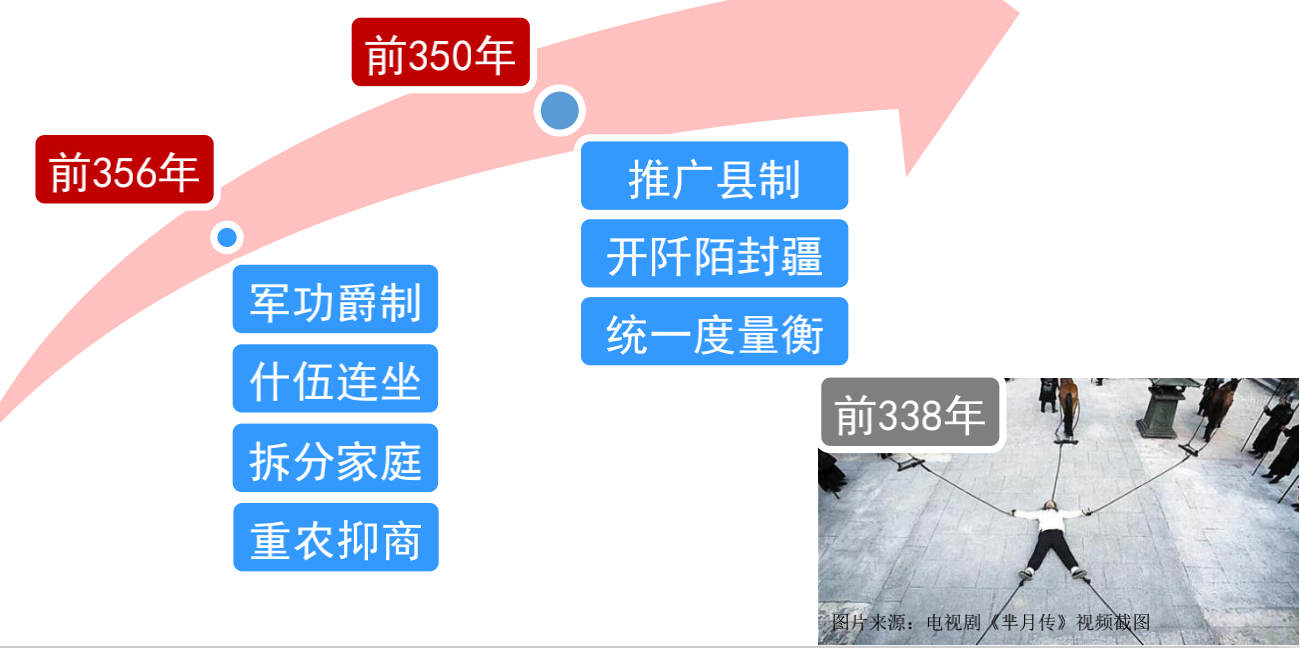 前350年
前356年
推广县制
开阡陌封疆
统一度量衡
军功爵制
什伍连坐
拆分家庭
重农抑商
前338年
图片来源：电视剧《芈月传》视频截图